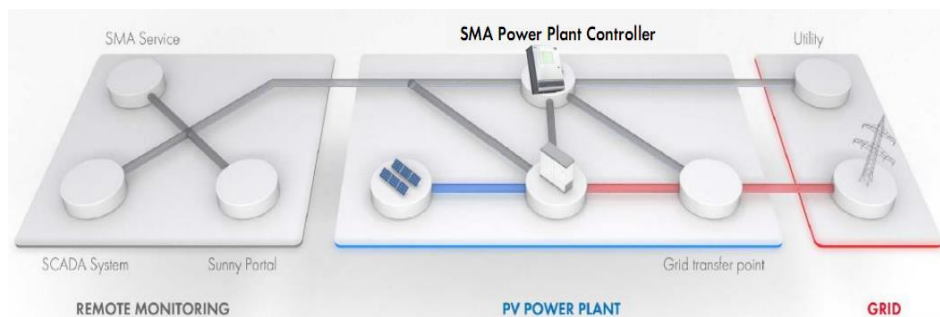 SMA Service
SMA Power Plant Controller
Utility
SCADA System
Sunny Portal
Grid transfer point
REMOTE MONITORING
PV POWER PLANT
GRID